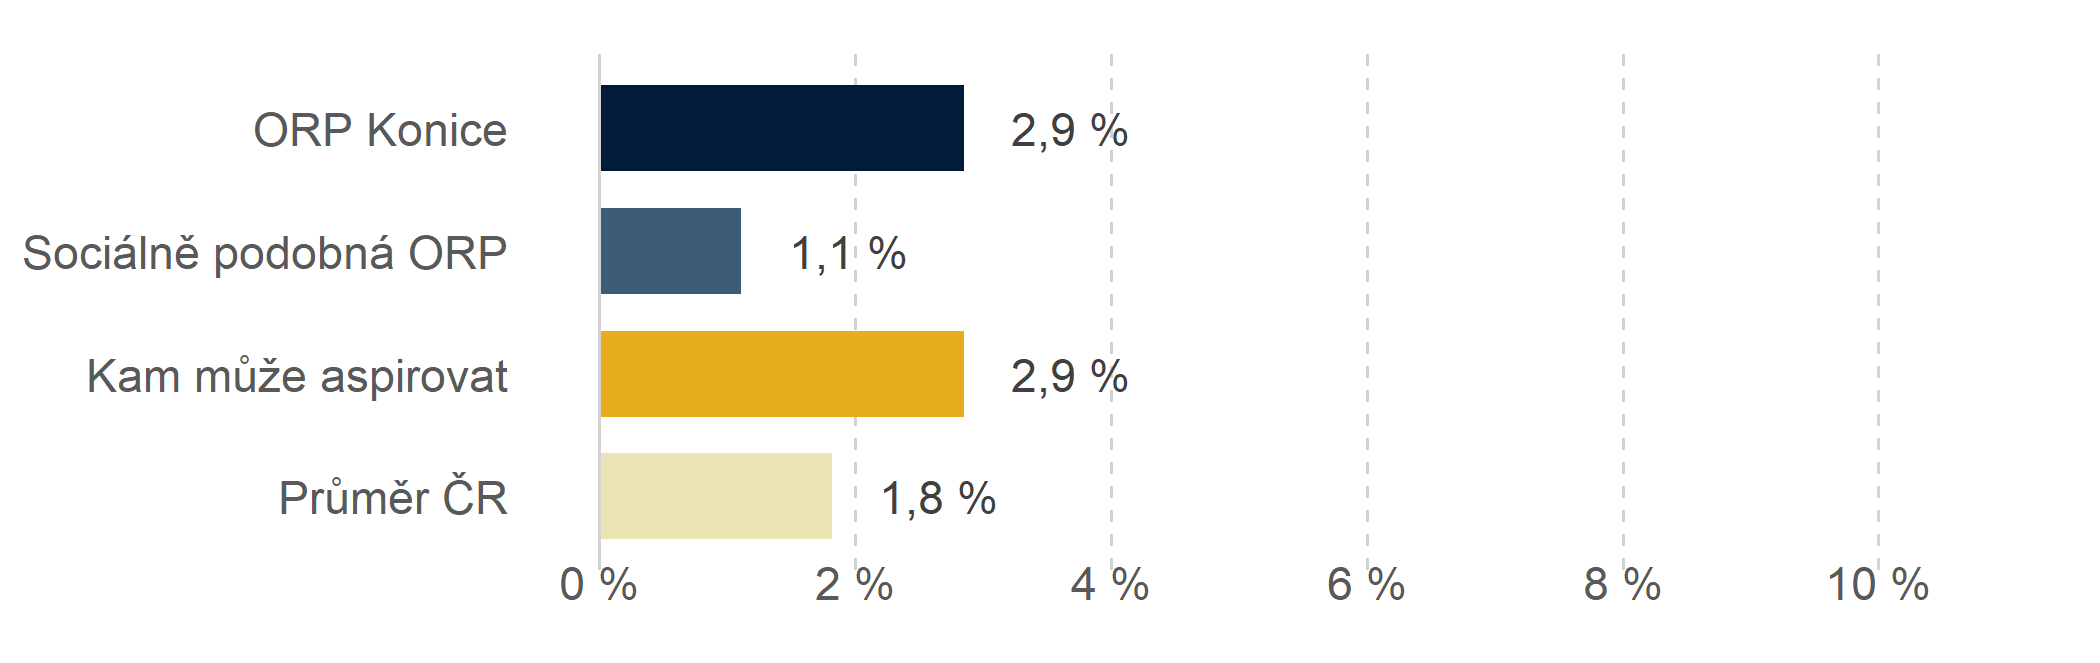 ORP Konice 2,9 %
Sociálně podobná ORP 1,1 %
Kam může aspirovat 2,9 %
Průměr ČR 1,8 %
0 % 2 % 4 % 6 % 8 % 10 %